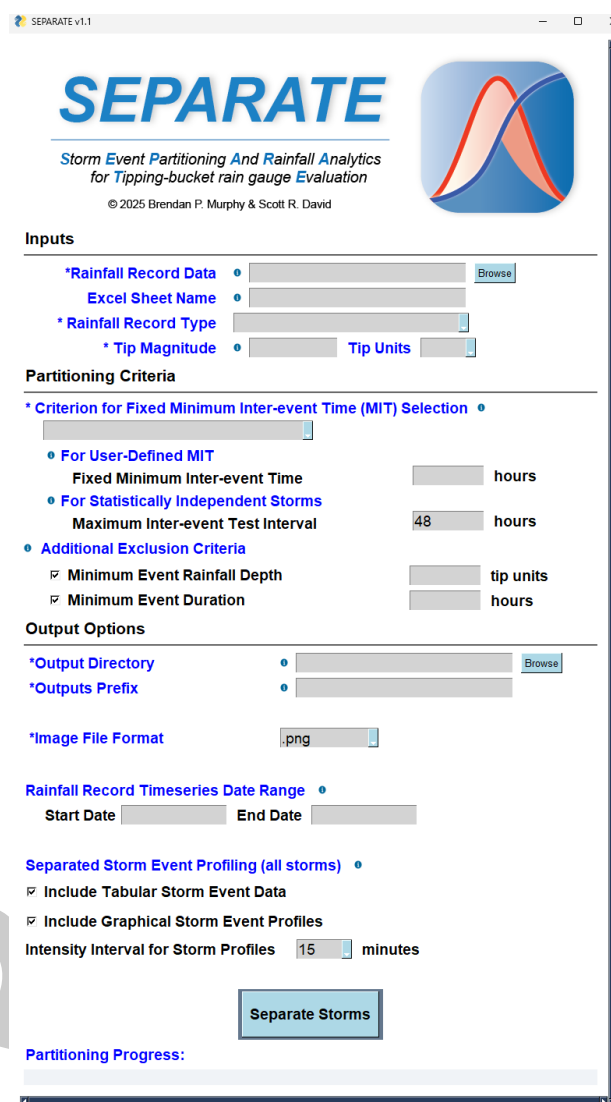 SEPARATE v1.1
SEPARATE
Storm Event Partitioning And Rainfall Analytics
for Tipping-bucket rain gauge Evaluation
© 2025 Brendan P. Murphy & Scott R. David
Inputs
*Rainfall Record Data Browse
Excel Sheet Name
* Rainfall Record Type
* Tip Magnitude Tip Units
Partitioning Criteria
* Criterion for Fixed Minimum Inter-event Time (MIT) Selection
For User-Defined MIT
Fixed Minimum Inter-event Time hours
For Statistically Independent Storms
Maximum Inter-event Test Interval 48 hours
Additional Exclusion Criteria
Minimum Event Rainfall Depth tip units
Minimum Event Duration hours
Output Options
*Output Directory Browse
*Outputs Prefix
*Image File Format .png
Rainfall Record Timeseries Date Range
Start Date End Date
Separated Storm Event Profiling (all storms)
Include Tabular Storm Event Data
Include Graphical Storm Event Profiles
Intensity Interval for Storm Profiles 15 minutes
Separate Storms
Partitioning Progress: